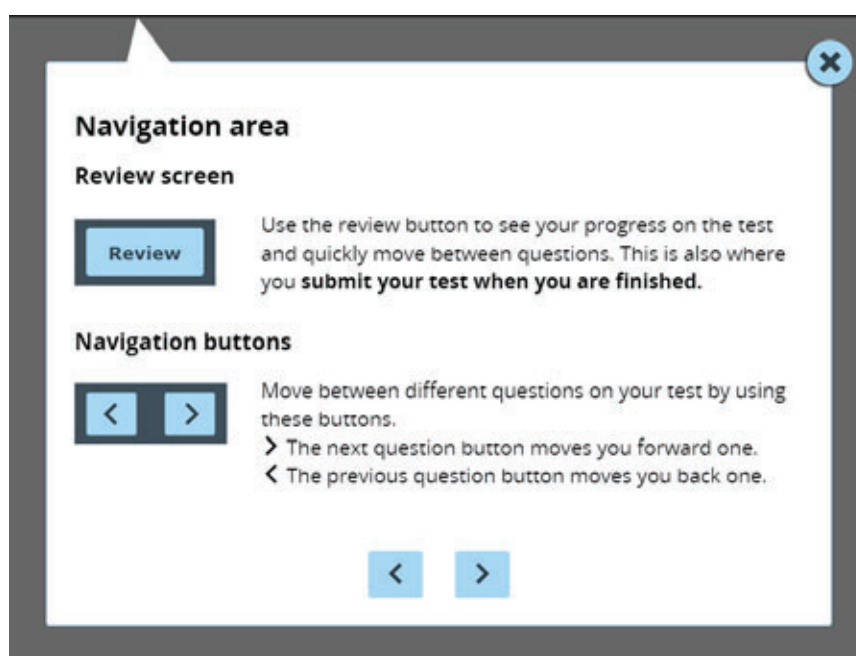 Navigation area
Review screen
Review
Use the review button to see your progress on the test
and quickly move between questions. This is also where
you submit your test when you are finished.
Navigation buttons
< >
Move between different questions on your test by using
these buttons.
> The next question button moves you forward one.
< The previous question button moves you back one.
< >